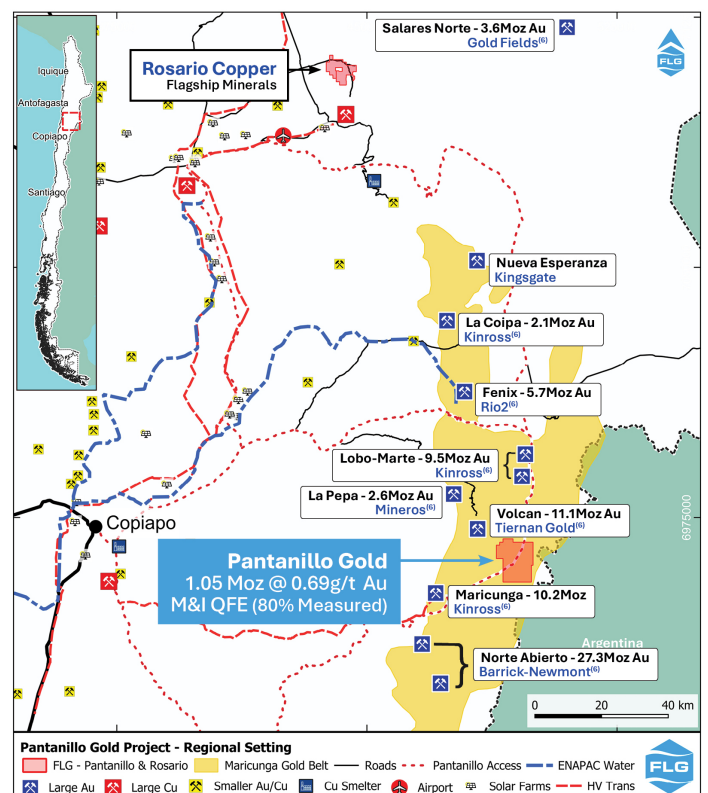 Salares Norte - 3.6Moz Au
Gold Fields(6)
FLG
Rosario Copper
Flagship Minerals
Iquique
Antofagasta
Copiapo
Santiago
Nueva Esperanza
Kingsgate
La Coipa - 2.1Moz Au
Kinross(6)
Fenix - 5.7Moz Au
Rio2(6)
Lobo-Marte - 9.5Moz Au
Kinross(6)
La Pepa - 2.6Moz Au
Mineros(6)
Volcan - 11.1Moz Au
Tiernan Gold(6)
6975000
Copiapo
Pantanillo Gold
1.05 Moz @ 0.69g/t Au
M&I QFE (80% Measured)
Maricunga - 10.2Moz
Kinross(6)
Argentina
Norte Abierto - 27.3Moz Au
Barrick-Newmont(6)
0 20 40 km
Pantanillo Gold Project - Regional Setting
FLG - Pantanillo & Rosario Maricunga Gold Belt Roads Pantanillo Access ENAPAC Water
Large Au Large Cu Smaller Au/Cu Cu Smelter Airport Solar Farms HV Trans
FLG